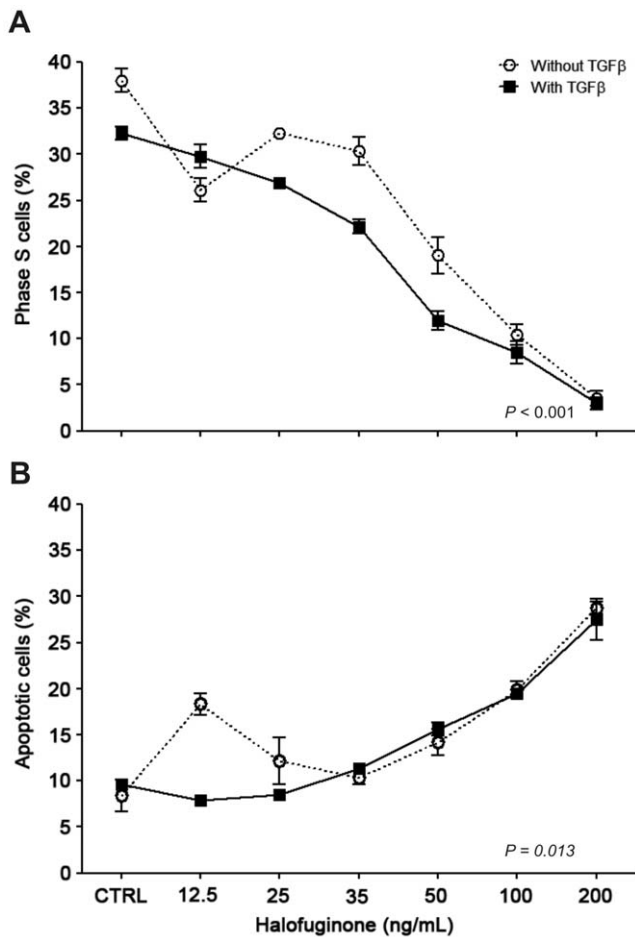 A
40
35
30
25
20
15
10
5
0
Phase S cells (%)
Without TGFβ
With TGFβ
P < 0.001
B
40
35
30
25
20
15
10
5
0
Apoptotic cells (%)
P = 0.013
CTRL 12.5 25 35 50 100 200
Halofuginone (ng/mL)